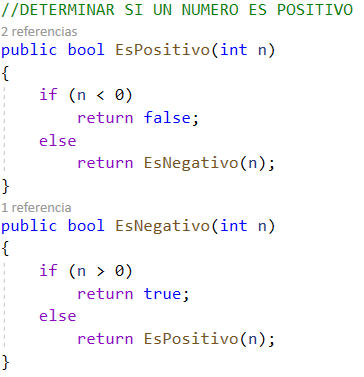 //DETERMINAR SI UN NUMERO ES POSITIVO
2 referencias
public bool EsPositivo(int n)
{
    if (n < 0)
        return false;
    else
        return EsNegativo(n);
}
1 referencia
public bool EsNegativo(int n)
{
    if (n > 0)
        return true;
    else
        return EsPositivo(n);
}